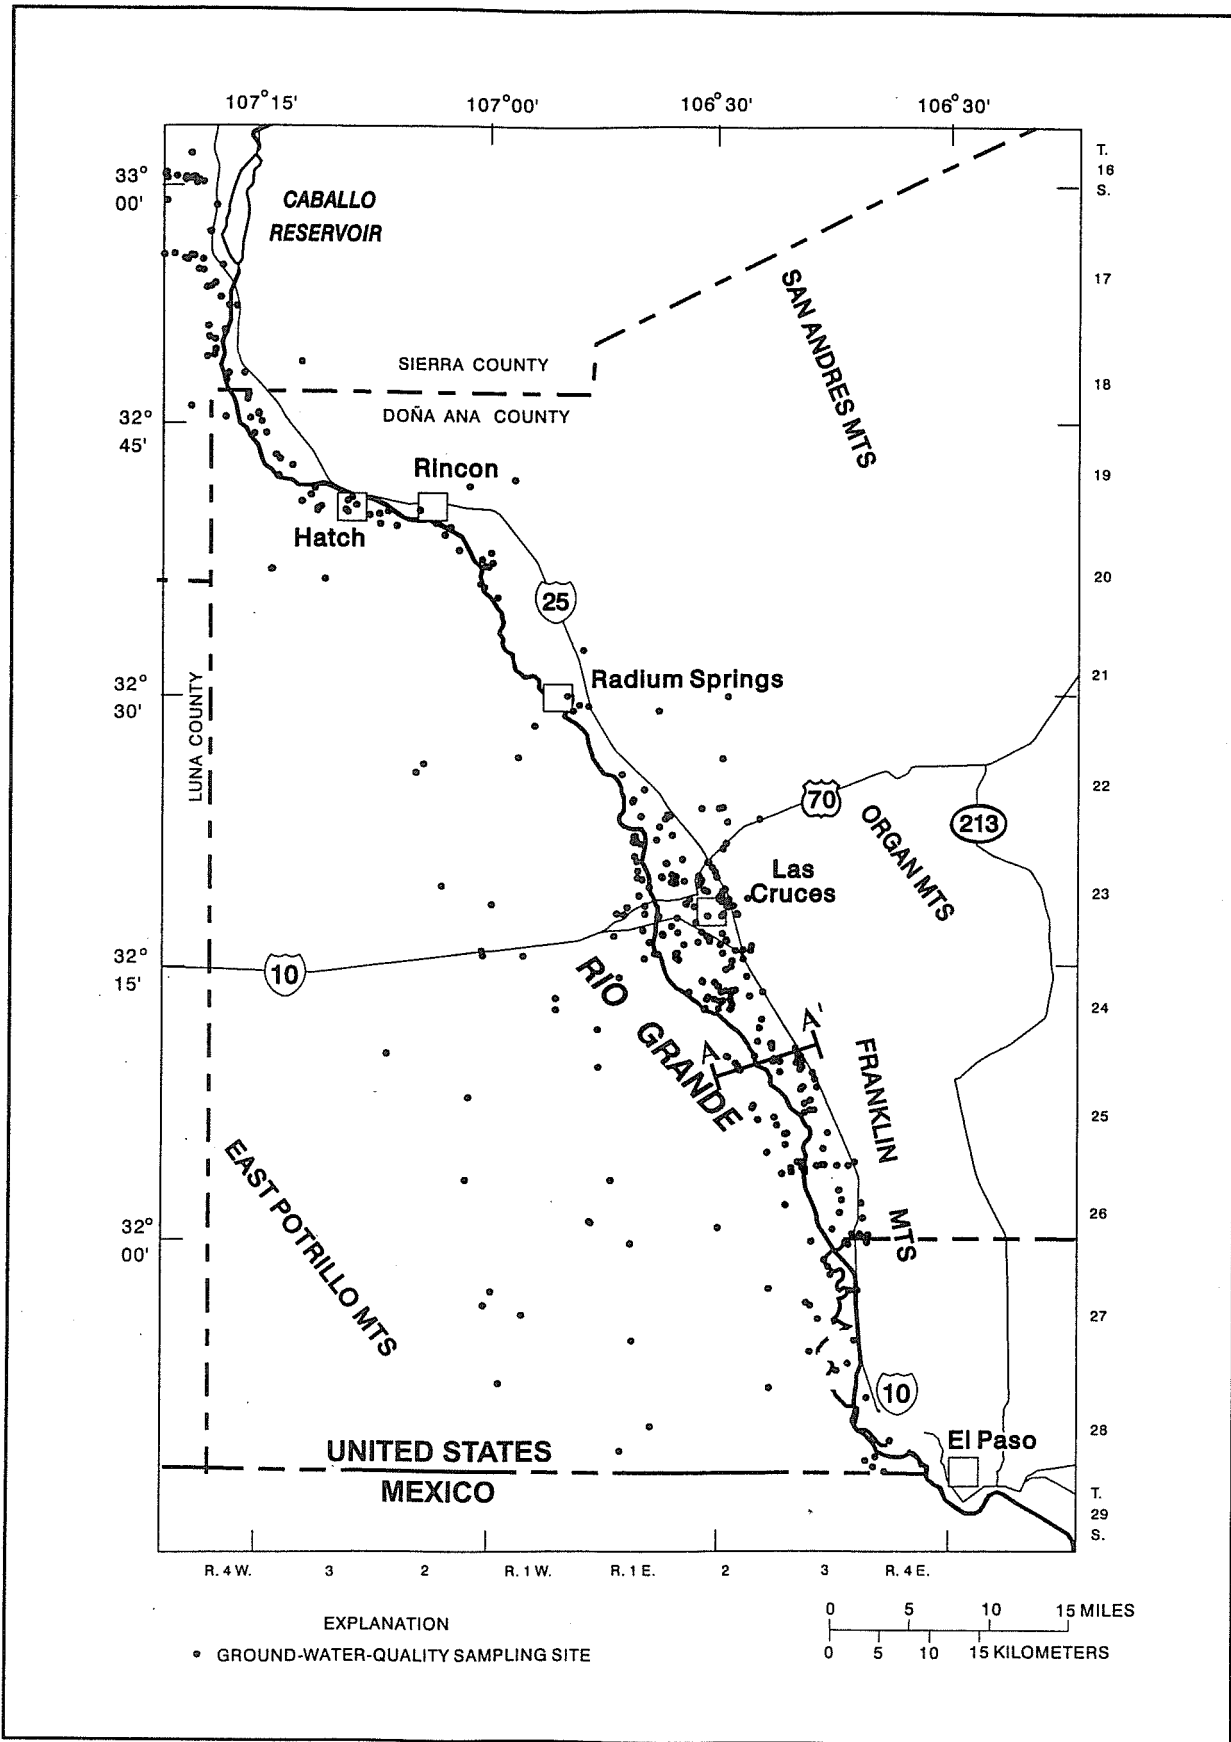 107°15' 107°00' 106°30' 106°30'
T.
16
S.
33°
00'
CABALLO
RESERVOIR
17
SAN ANDRES MTS
SIERRA COUNTY
18
DOÑA ANA COUNTY
32°
45'
Rincon
19
Hatch
20
25
Radium Springs
21
32°
30'
LUNA COUNTY
22
70
ORGAN MTS
213
Las
Cruces
23
32°
15'
10
RIO GRANDE
24
A'
A
FRANKLIN MTS
25
EAST POTRILLO MTS
26
32°
00'
27
10
28
El Paso
UNITED STATES
MEXICO
T.
29
S.
R. 4 W. 3 2 R. 1 W. R. 1 E. 2 3 R. 4 E.
EXPLANATION
GROUND-WATER-QUALITY SAMPLING SITE
0 5 10 15 MILES
0 5 10 15 KILOMETERS